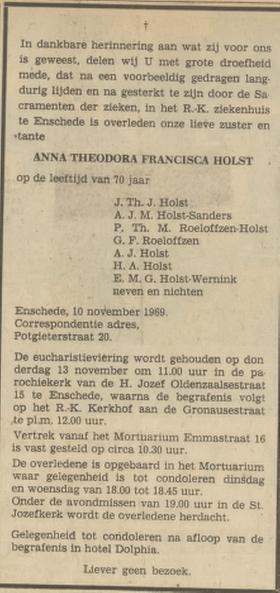 †
In dankbare herinnering aan wat zij voor ons
is geweest, delen wij U met grote droefheid
mede, dat na een voorbeeldig gedragen lang-
durig lijden en na gesterkt te zijn door de Sa-
cramenten der zieken, in het R.-K. ziekenhuis
te Enschede is overleden onze lieve zuster en
tante
ANNA THEODORA FRANCISCA HOLST
op de leeftijd van 70 jaar
J. Th. J. Holst
A. J. M. Holst-Sanders
P. Th. M. Roeloffzen-Holst
G. F. Roeloffzen
A. J. Holst
H. A. Holst
E. M. G. Holst-Wernink
neven en nichten
Enschede, 10 november 1969.
Correspondentie adres,
Potgieterstraat 20.
De eucharistieviering wordt gehouden op don
derdag 13 november om 11.00 uur in de pa-
rochiekerk van de H. Jozef Oldenzaalsestraat
15 te Enschede, waarna de begrafenis volgt
op het R.-K. Kerkhof aan de Gronausestraat
te pl.m. 12.00 uur.
Vertrek vanaf het Mortuarium Emmastraat 16
is vast gesteld op circa 10.30 uur.
De overledene is opgebaard in het Mortuarium
waar gelegenheid is tot condoleren dinsdag
en woensdag van 18.00 tot 18.45 uur.
Onder de avondmissen van 19.00 uur in de St.
Jozefkerk wordt de overledene herdacht.
Gelegenheid tot condoleren na afloop van de
begrafenis in hotel Dolphia.
Liever geen bezoek.